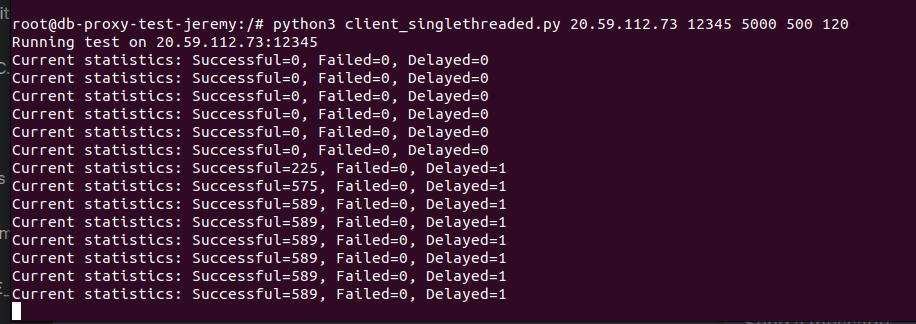 root@db-proxy-test-jeremy:/# python3 client_singlethreaded.py 20.59.112.73 12345 5000 500 120
Running test on 20.59.112.73:12345
Current statistics: Successful=0, Failed=0, Delayed=0
Current statistics: Successful=0, Failed=0, Delayed=0
Current statistics: Successful=0, Failed=0, Delayed=0
Current statistics: Successful=0, Failed=0, Delayed=0
Current statistics: Successful=0, Failed=0, Delayed=0
Current statistics: Successful=0, Failed=0, Delayed=0
Current statistics: Successful=225, Failed=0, Delayed=1
Current statistics: Successful=575, Failed=0, Delayed=1
Current statistics: Successful=589, Failed=0, Delayed=1
Current statistics: Successful=589, Failed=0, Delayed=1
Current statistics: Successful=589, Failed=0, Delayed=1
Current statistics: Successful=589, Failed=0, Delayed=1
Current statistics: Successful=589, Failed=0, Delayed=1
Current statistics: Successful=589, Failed=0, Delayed=1